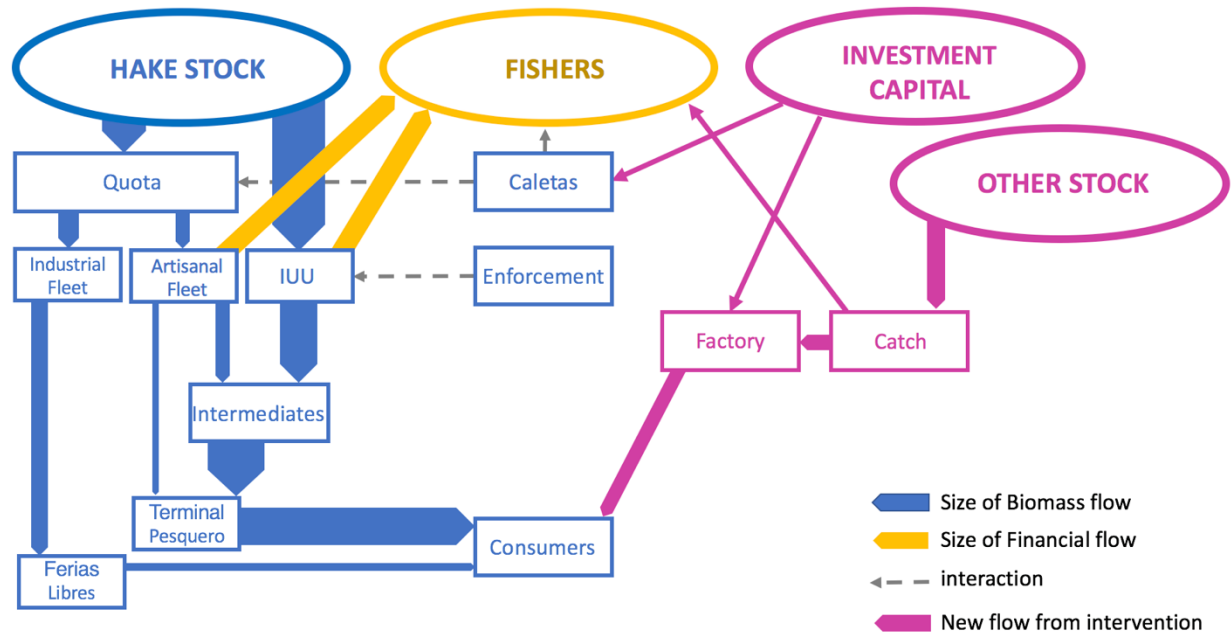 HAKE STOCK
FISHERS
INVESTMENT
CAPITAL
OTHER STOCK
Quota
Caletas
Industrial
Fleet
Artisanal
Fleet
IUU
Enforcement
Factory
Catch
Intermediates
Terminal
Pesquero
Consumers
Ferias
Libres
Size of Biomass flow
Size of Financial flow
interaction
New flow from intervention